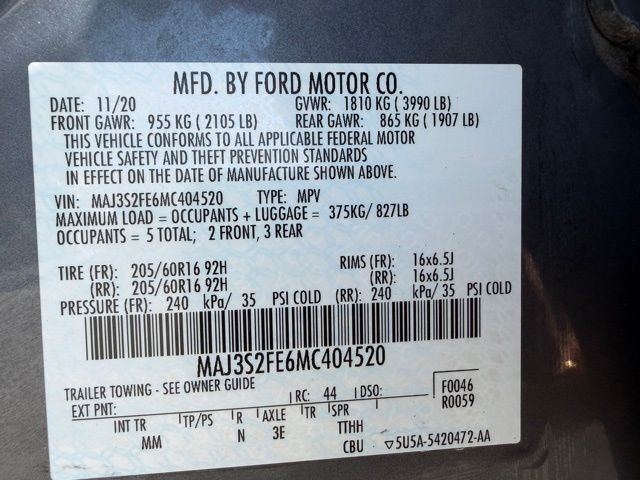 MFD. BY FORD MOTOR CO.
DATE: 11/20 GVWR: 1810 KG ( 3990 LB)
FRONT GAWR: 955 KG ( 2105 LB) REAR GAWR: 865 KG ( 1907 LB)
THIS VEHICLE CONFORMS TO ALL APPLICABLE FEDERAL MOTOR
VEHICLE SAFETY AND THEFT PREVENTION STANDARDS
IN EFFECT ON THE DATE OF MANUFACTURE SHOWN ABOVE.
VIN: MAJ3S2FE6MC404520 TYPE: MPV
MAXIMUM LOAD = OCCUPANTS + LUGGAGE = 375KG/ 827LB
OCCUPANTS = 5 TOTAL; 2 FRONT, 3 REAR
TIRE (FR): 205/60R16 92H RIMS (FR): 16x6.5J
(RR): 205/60R16 92H (RR): 16x6.5J
PRESSURE (FR): 240 kPa/ 35 PSI COLD (RR): 240 kPa/ 35 PSI COLD
MAJ3S2FE6MC404520
TRAILER TOWING - SEE OWNER GUIDE
EXT PNT: RC: 44 DSO: F0046
R0059
INT TR TP/PS R AXLE TR SPR
MM N 3E TTHH
CBU ▽5U5A-5420472-AA